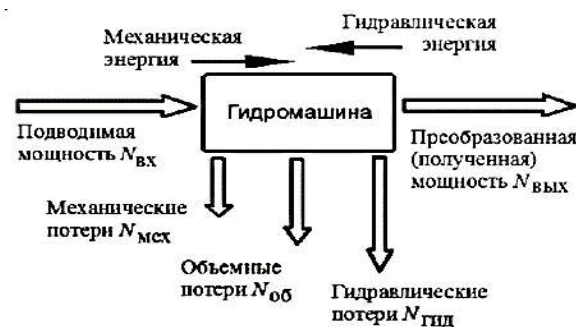 Механическая
энергия
Гидравлическая
энергия
Гидромашина
Подводимая
мощность Nвх
Преобразованная
(полученная)
мощность Nвых
Механические
потери Nмех
Объемные
потери Nоб
Гидравлические
потери Nгид